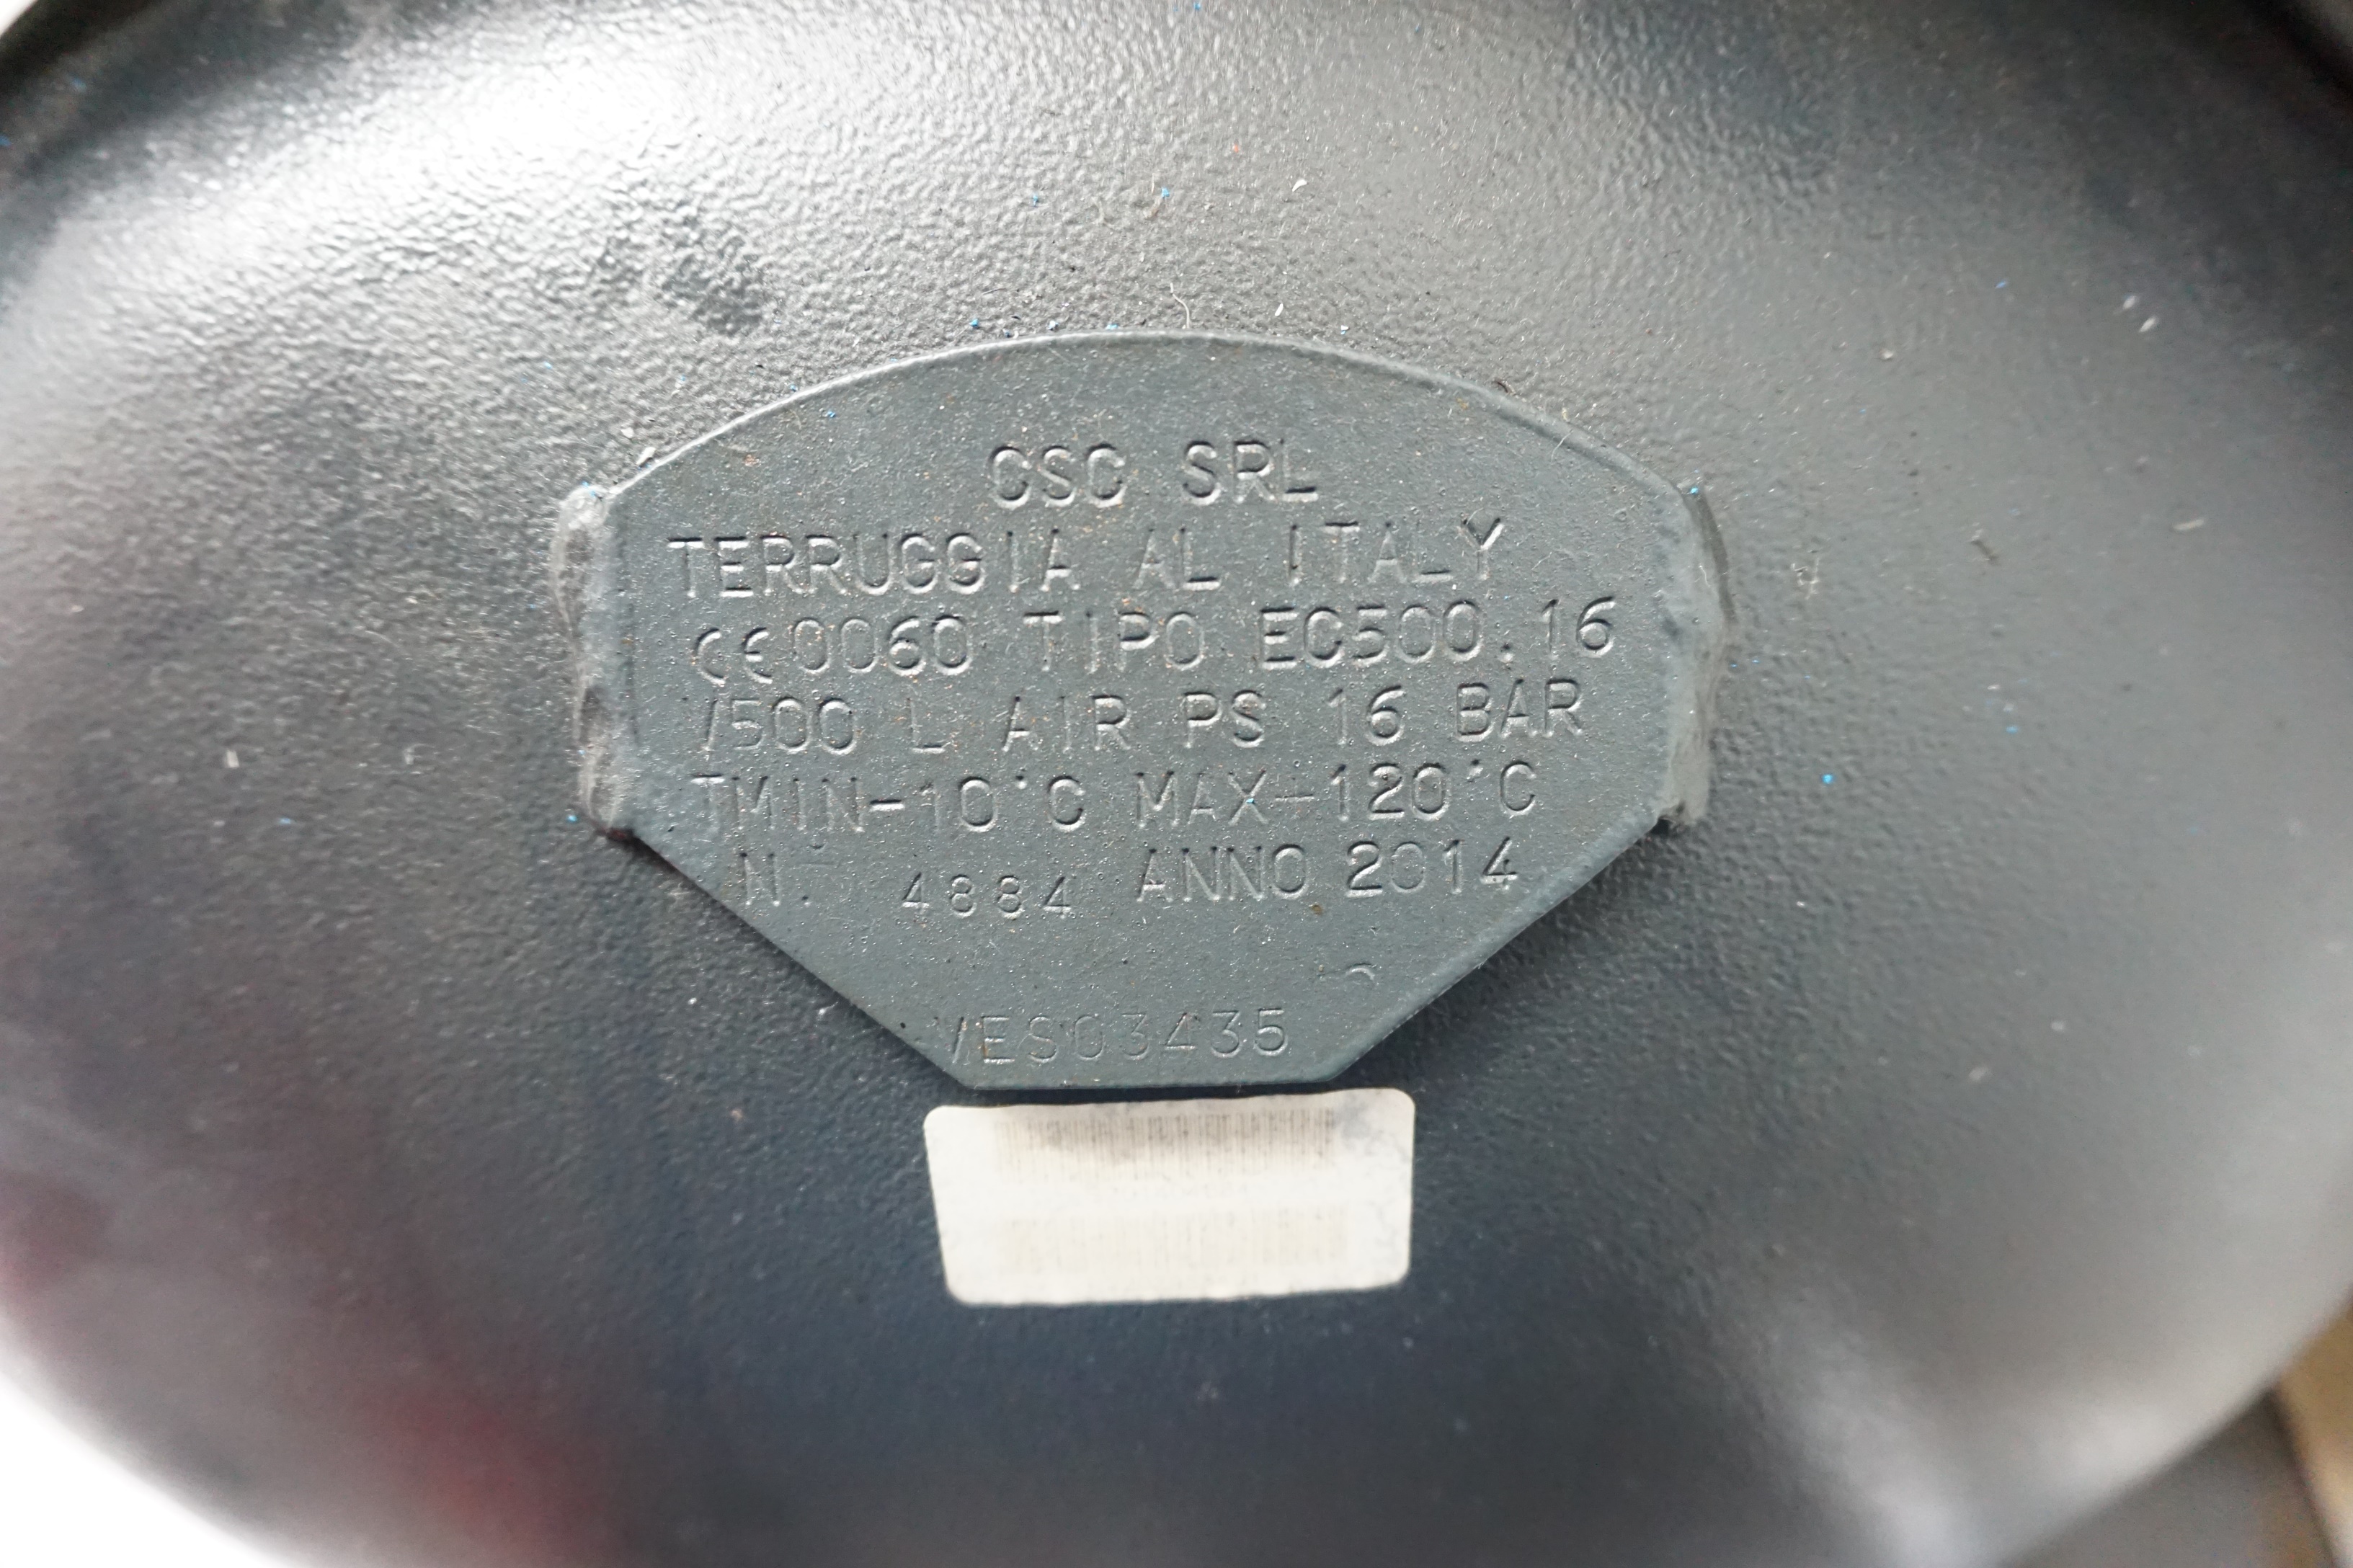 CSC SRL
TERRUGGIA AL ITALY
CE0060 TIPO EC500.16
V500 L AIR PS 16 BAR
TMIN-10°C MAX+120°C
N. 4884 ANNO 2014
VES03435